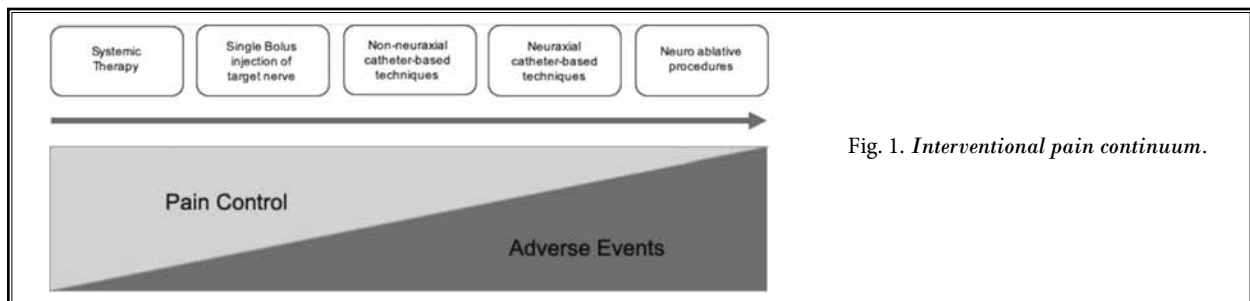 Systemic
Therapy
Single Bolus
injection of
target nerve
Non-neuraxial
catheter-based
techniques
Neuraxial
catheter-based
techniques
Neuro ablative
procedures
Pain Control
Adverse Events
Fig. 1. Interventional pain continuum.